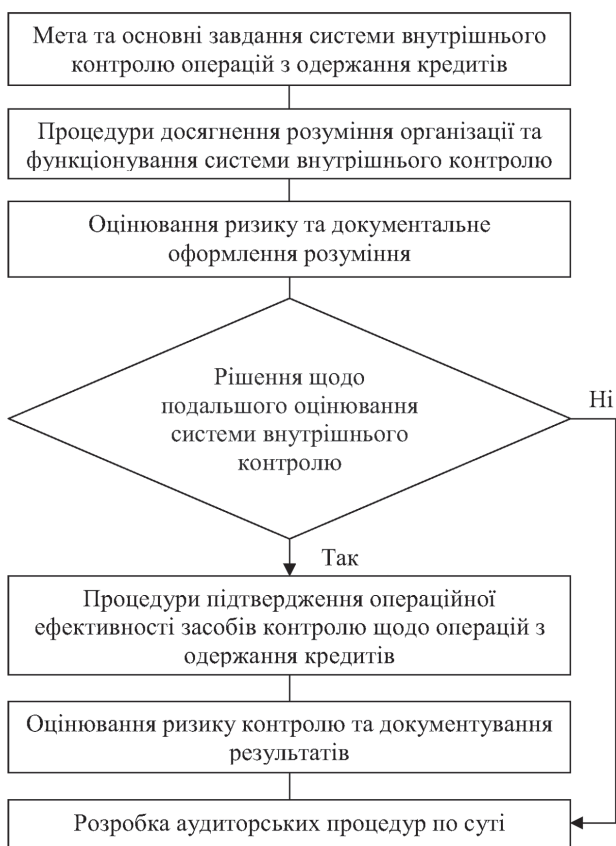 Мета та основні завдання системи внутрішнього
контролю операцій з одержання кредитів
Процедури досягнення розуміння організації та
функціонування системи внутрішнього контролю
Оцінювання ризику та документальне
оформлення розуміння
Рішення щодо
подальшого оцінювання
системи внутрішнього
контролю
Ні
Так
Процедури підтвердження операційної
ефективності засобів контролю щодо операцій з
одержання кредитів
Оцінювання ризику контролю та документування
результатів
Розробка аудиторських процедур по суті